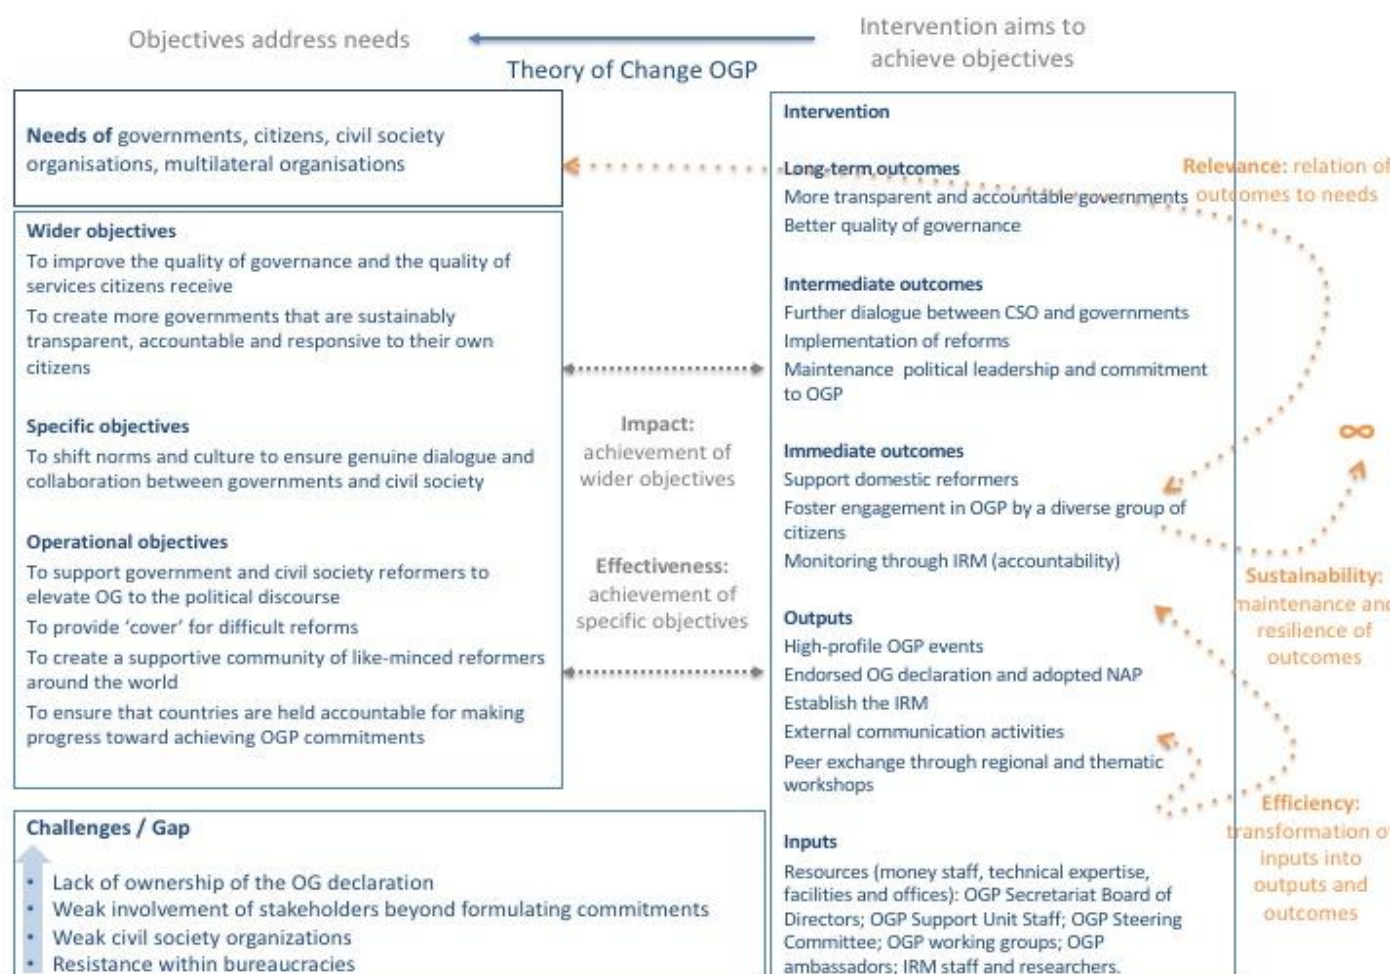 Objectives address needs
Intervention aims to
achieve objectives
Theory of Change OGP
Needs of governments, citizens, civil society
organisations, multilateral organisations
Wider objectives
To improve the quality of governance and the quality of
services citizens receive
To create more governments that are sustainably
transparent, accountable and responsive to their own
citizens
Specific objectives
To shift norms and culture to ensure genuine dialogue and
collaboration between governments and civil society
Operational objectives
To support government and civil society reformers to
elevate OG to the political discourse
To provide ‘cover’ for difficult reforms
To create a supportive community of like-minced reformers
around the world
To ensure that countries are held accountable for making
progress toward achieving OGP commitments
Challenges / Gap
• Lack of ownership of the OG declaration
• Weak involvement of stakeholders beyond formulating commitments
• Weak civil society organizations
• Resistance within bureaucracies
Impact:
achievement of
wider objectives
Effectiveness:
achievement of
specific objectives
Intervention
Long-term outcomes
More transparent and accountable governments
Better quality of governance
Intermediate outcomes
Further dialogue between CSO and governments
Implementation of reforms
Maintenance political leadership and commitment
to OGP
Immediate outcomes
Support domestic reformers
Foster engagement in OGP by a diverse group of
citizens
Monitoring through IRM (accountability)
Outputs
High-profile OGP events
Endorsed OG declaration and adopted NAP
Establish the IRM
External communication activities
Peer exchange through regional and thematic
workshops
Inputs
Resources (money staff, technical expertise,
facilities and offices): OGP Secretariat Board of
Directors; OGP Support Unit Staff; OGP Steering
Committee; OGP working groups; OGP
ambassadors; IRM staff and researchers.
Relevance: relation of
outcomes to needs
∞
Sustainability:
maintenance and
resilience of
outcomes
Efficiency:
transformation of
inputs into
outputs and
outcomes